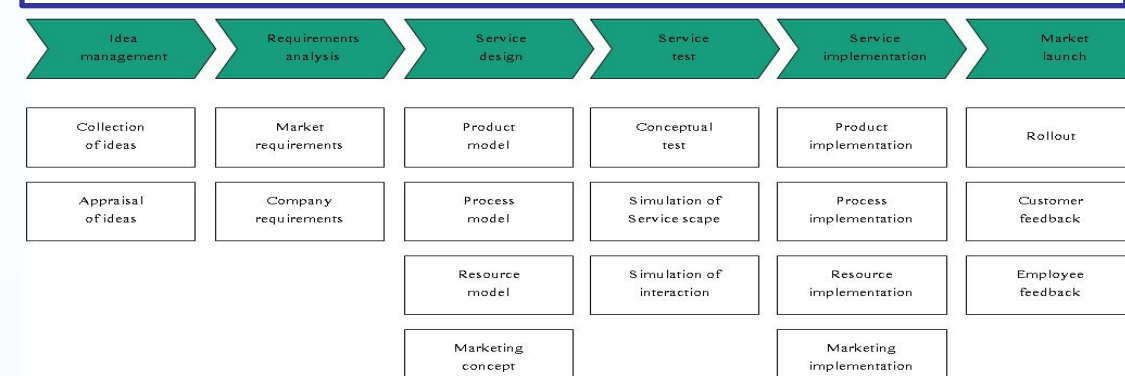 Idea
management
Requirements
analysis
Service
design
Service
test
Service
implementation
Market
launch
Collection
of ideas
Market
requirements
Product
model
Conceptual
test
Product
implementation
Rollout
Appraisal
of ideas
Company
requirements
Process
model
Simulation of
Service scape
Process
implementation
Customer
feedback
Resource
model
Simulation of
interaction
Resource
implementation
Employee
feedback
Marketing
concept
Marketing
implementation